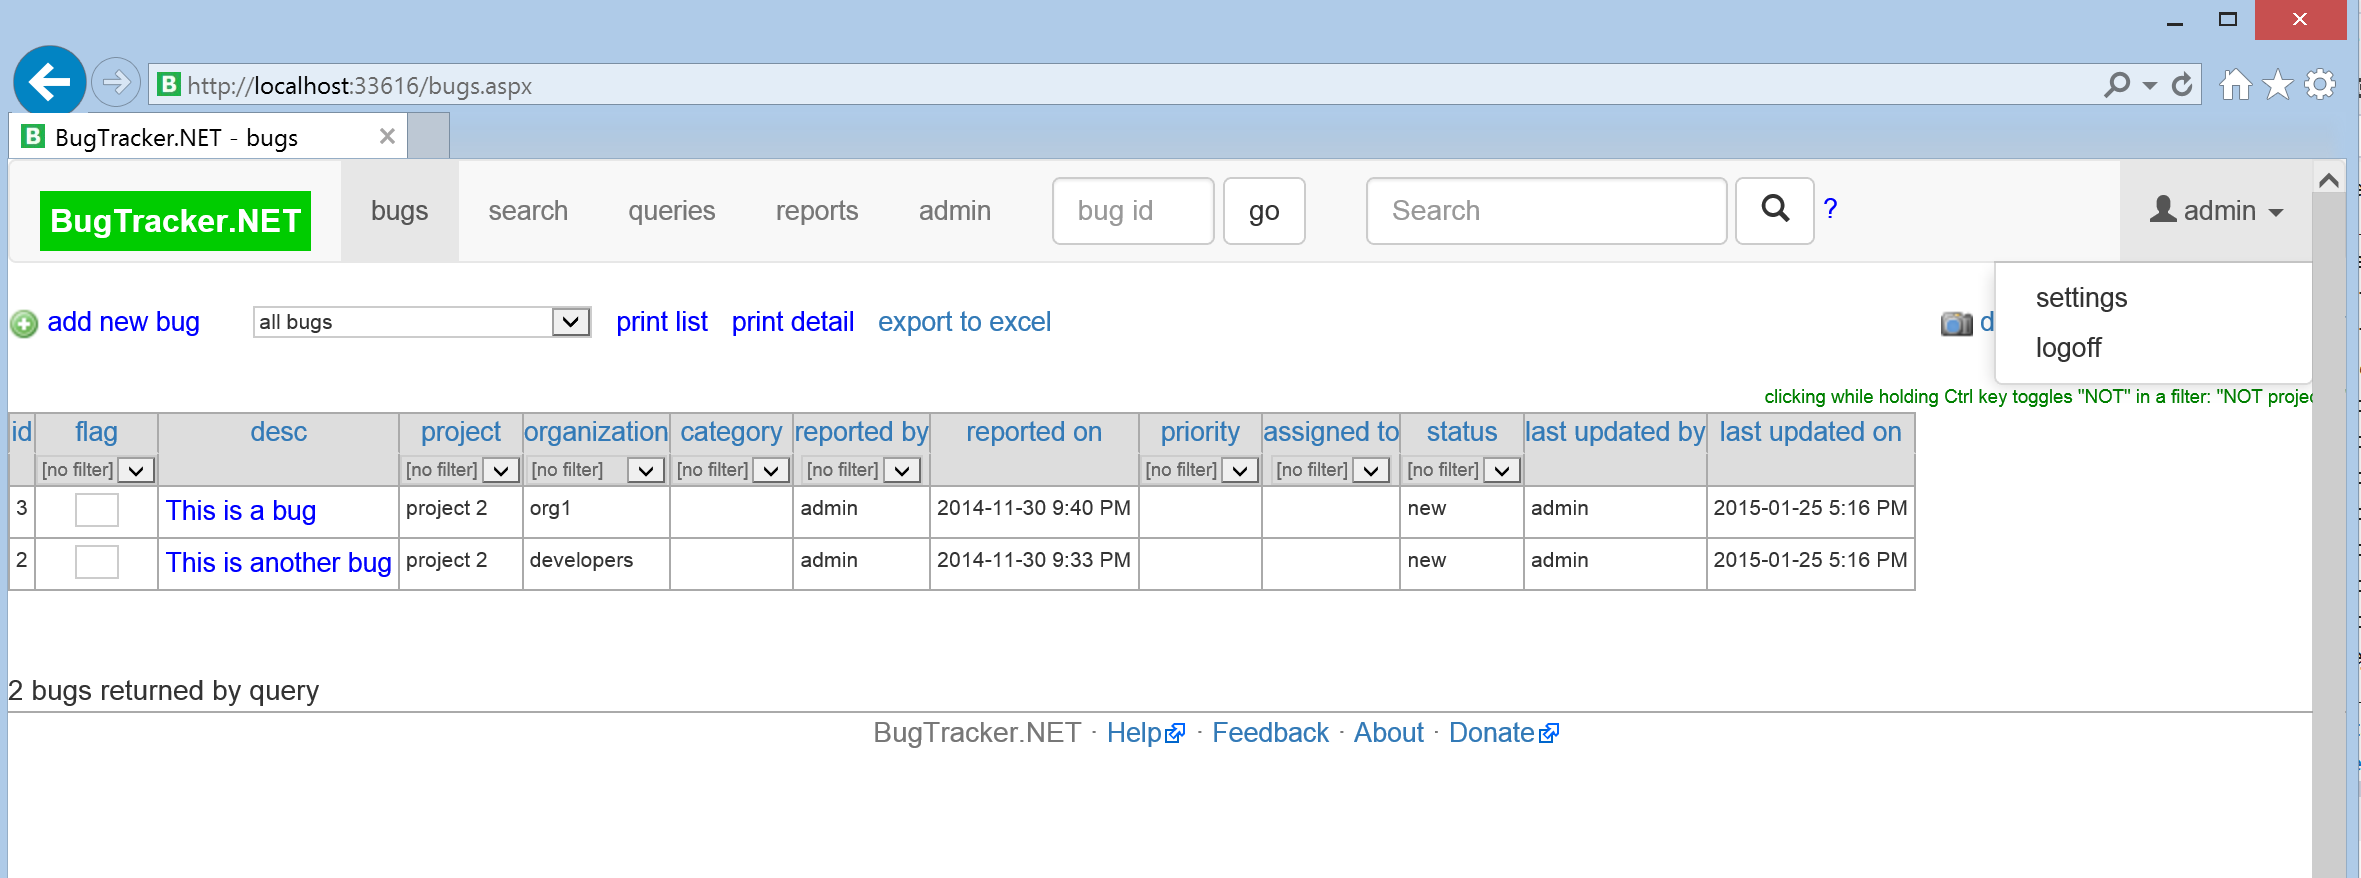 http://localhost:33616/bugs.aspx
BugTracker.NET - bugs
BugTracker.NET bugs search queries reports admin bug id go Search ? admin
settings
logoff
add new bug all bugs print list print detail export to excel d
clicking while holding Ctrl key toggles "NOT" in a filter: "NOT projec
id flag desc project organization category reported by reported on priority assigned to status last updated by last updated on
[no filter] [no filter] [no filter] [no filter] [no filter] [no filter] [no filter] [no filter]
3 This is a bug project 2 org1 admin 2014-11-30 9:40 PM new admin 2015-01-25 5:16 PM
2 This is another bug project 2 developers admin 2014-11-30 9:33 PM new admin 2015-01-25 5:16 PM
2 bugs returned by query
BugTracker.NET · Help · Feedback · About · Donate